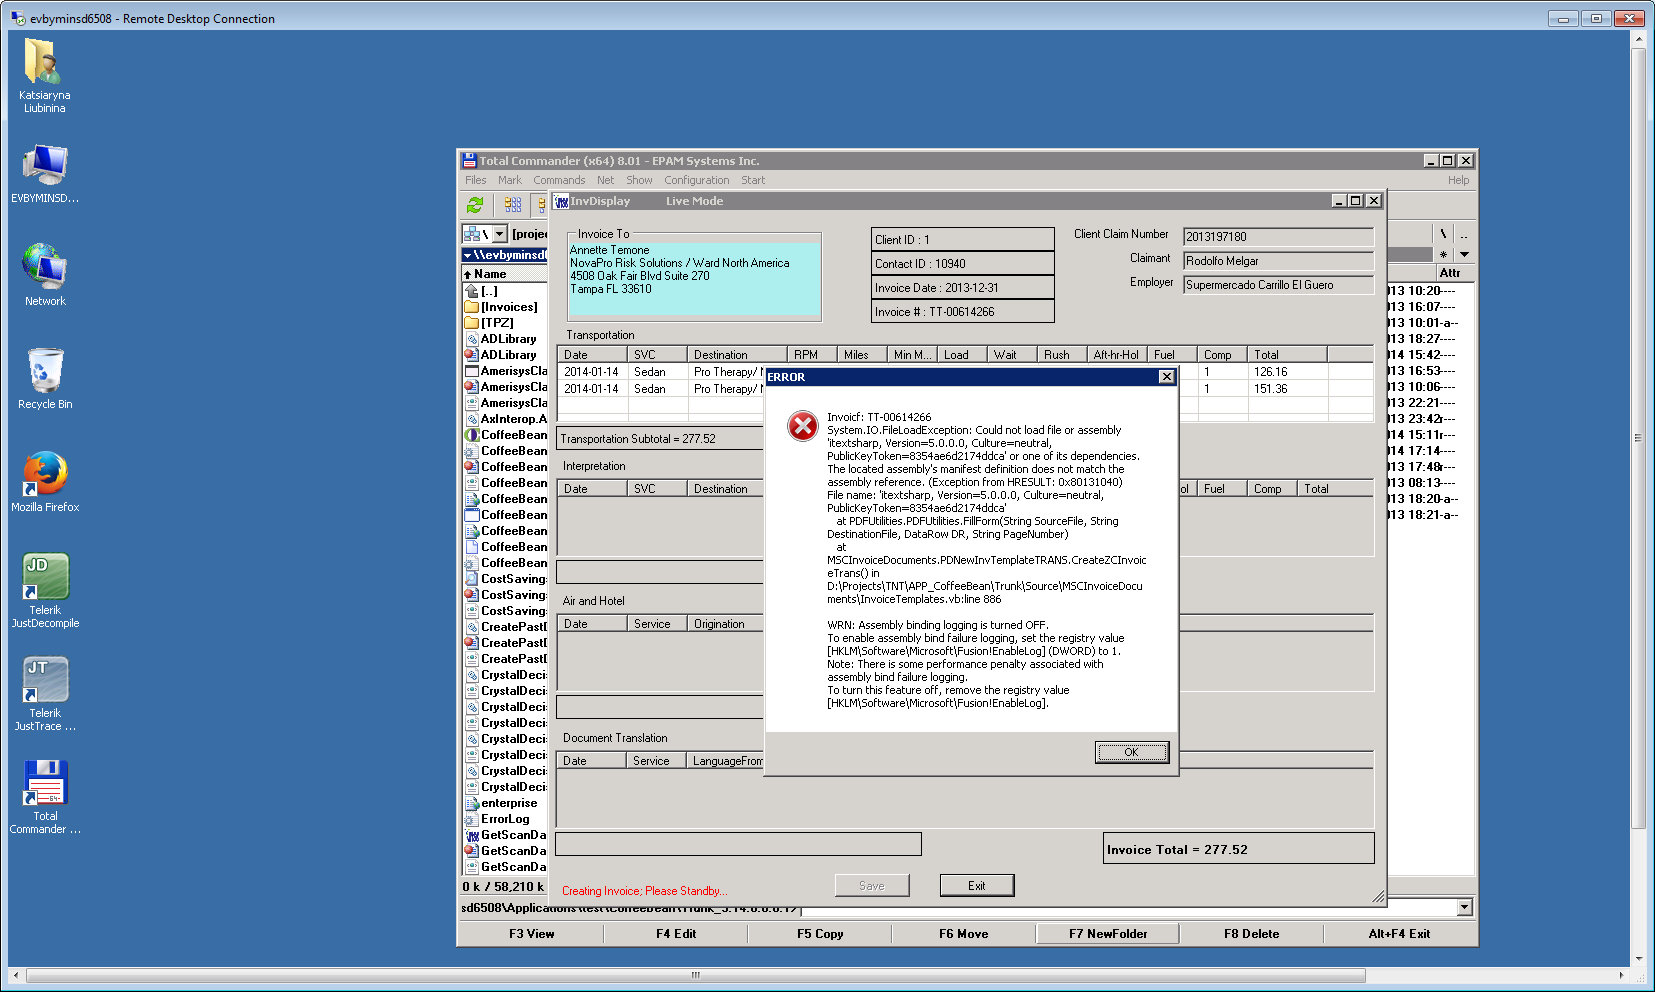 evbyminsd6508 - Remote Desktop Connection
Katsiaryna
Liubinina
EVBYMINSD...
Network
Recycle Bin
Mozilla Firefox
JD
Telerik
JustDecompile
JT
Telerik
JustTrace ...
Total
Commander ...
Total Commander (x64) 8.01 - EPAM Systems Inc.
Files Mark Commands Net Show Configuration Start Help
InvDisplay Live Mode
\ [projec
\ ..
\\evbyminsd
* 
Name
Attr
[..]
[Invoices]
[TPZ]
ADLibrary
ADLibrary
AmerisysCla
AmerisysCla
AmerisysCla
AxInterop.A
CoffeeBean
CoffeeBean
CoffeeBean
CoffeeBean
CoffeeBean
CoffeeBean
CoffeeBean
CoffeeBean
CoffeeBean
CostSaving
CostSaving
CostSaving
CreatePastD
CreatePastD
CreatePastD
CrystalDeci
CrystalDeci
CrystalDeci
CrystalDeci
CrystalDeci
CrystalDeci
CrystalDeci
CrystalDeci
enterprise
ErrorLog
GetScanDa
GetScanDa
GetScanDa
013 10:20----
013 16:07----
013 10:01-a--
013 18:27----
014 15:42----
013 16:53----
013 10:06----
013 22:21----
013 23:42r---
014 15:11r---
014 17:14----
013 17:48r---
013 08:13----
013 18:20-a--
013 18:21-a--
Invoice To
Annette Temone
NovaPro Risk Solutions / Ward North America
4508 Oak Fair Blvd Suite 270
Tampa FL 33610
Client ID : 1
Contact ID : 10940
Invoice Date : 2013-12-31
Invoice # : TT-00614266
Client Claim Number 2013197180
Claimant Rodolfo Melgar
Employer Supermercado Carrillo El Guero
Transportation
Date SVC Destination RPM Miles Min M... Load Wait Rush Aft-hr-Hol Fuel Comp Total
2014-01-14 Sedan Pro Therapy/ 1 126.16
2014-01-14 Sedan Pro Therapy/ 1 151.36
Transportation Subtotal = 277.52
Interpretation
Date SVC Destination ol Fuel Comp Total
Air and Hotel
Date Service Origination
Document Translation
Date Service LanguageFrom
ERROR
Invoicf: TT-00614266
System.IO.FileLoadException: Could not load file or assembly
'itextsharp, Version=5.0.0.0, Culture=neutral,
PublicKeyToken=8354ae6d2174ddca' or one of its dependencies.
The located assembly's manifest definition does not match the
assembly reference. (Exception from HRESULT: 0x80131040)
File name: 'itextsharp, Version=5.0.0.0, Culture=neutral,
PublicKeyToken=8354ae6d2174ddca'
at PDFUtilities.PDFUtilities.FillForm(String SourceFile, String
DestinationFile, DataRow DR, String PageNumber)
at
MSCInvoiceDocuments.PDNewInvTemplateTRANS.CreateZCInvoic
eTrans() in
D:\Projects\TNT\APP_CoffeeBean\Trunk\Source\MSCInvoiceDocu
ments\InvoiceTemplates.vb:line 886
WRN: Assembly binding logging is turned OFF.
To enable assembly bind failure logging, set the registry value
[HKLM\Software\Microsoft\Fusion!EnableLog] (DWORD) to 1.
Note: There is some performance penalty associated with
assembly bind failure logging.
To turn this feature off, remove the registry value
[HKLM\Software\Microsoft\Fusion!EnableLog].
OK
Invoice Total = 277.52
Creating Invoice; Please Standby...
Save Exit
0 k / 58,210 k
F3 View F4 Edit F5 Copy F6 Move F7 NewFolder F8 Delete Alt+F4 Exit